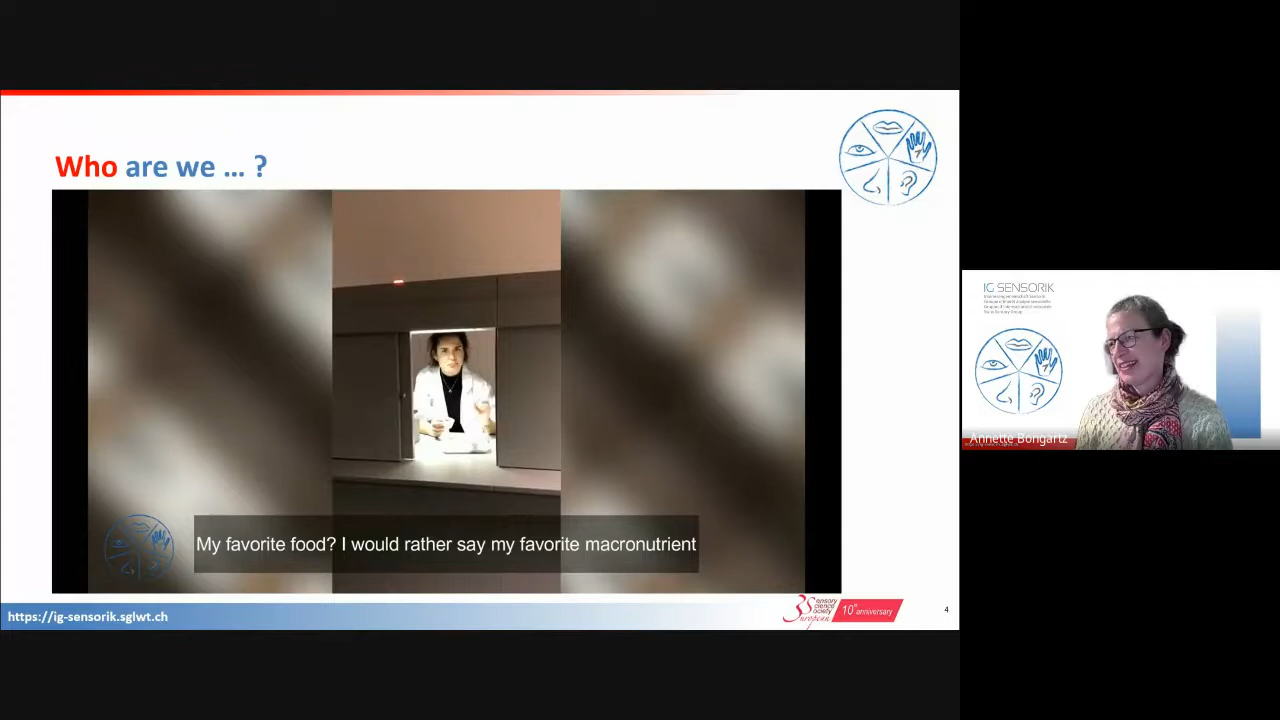 Who are we ... ?
My favorite food? I would rather say my favorite macronutrient
https://ig-sensorik.sglwt.ch
European
Sensory
Science
Society
10th anniversary
4
IG SENSORIK
Annette Bongartz